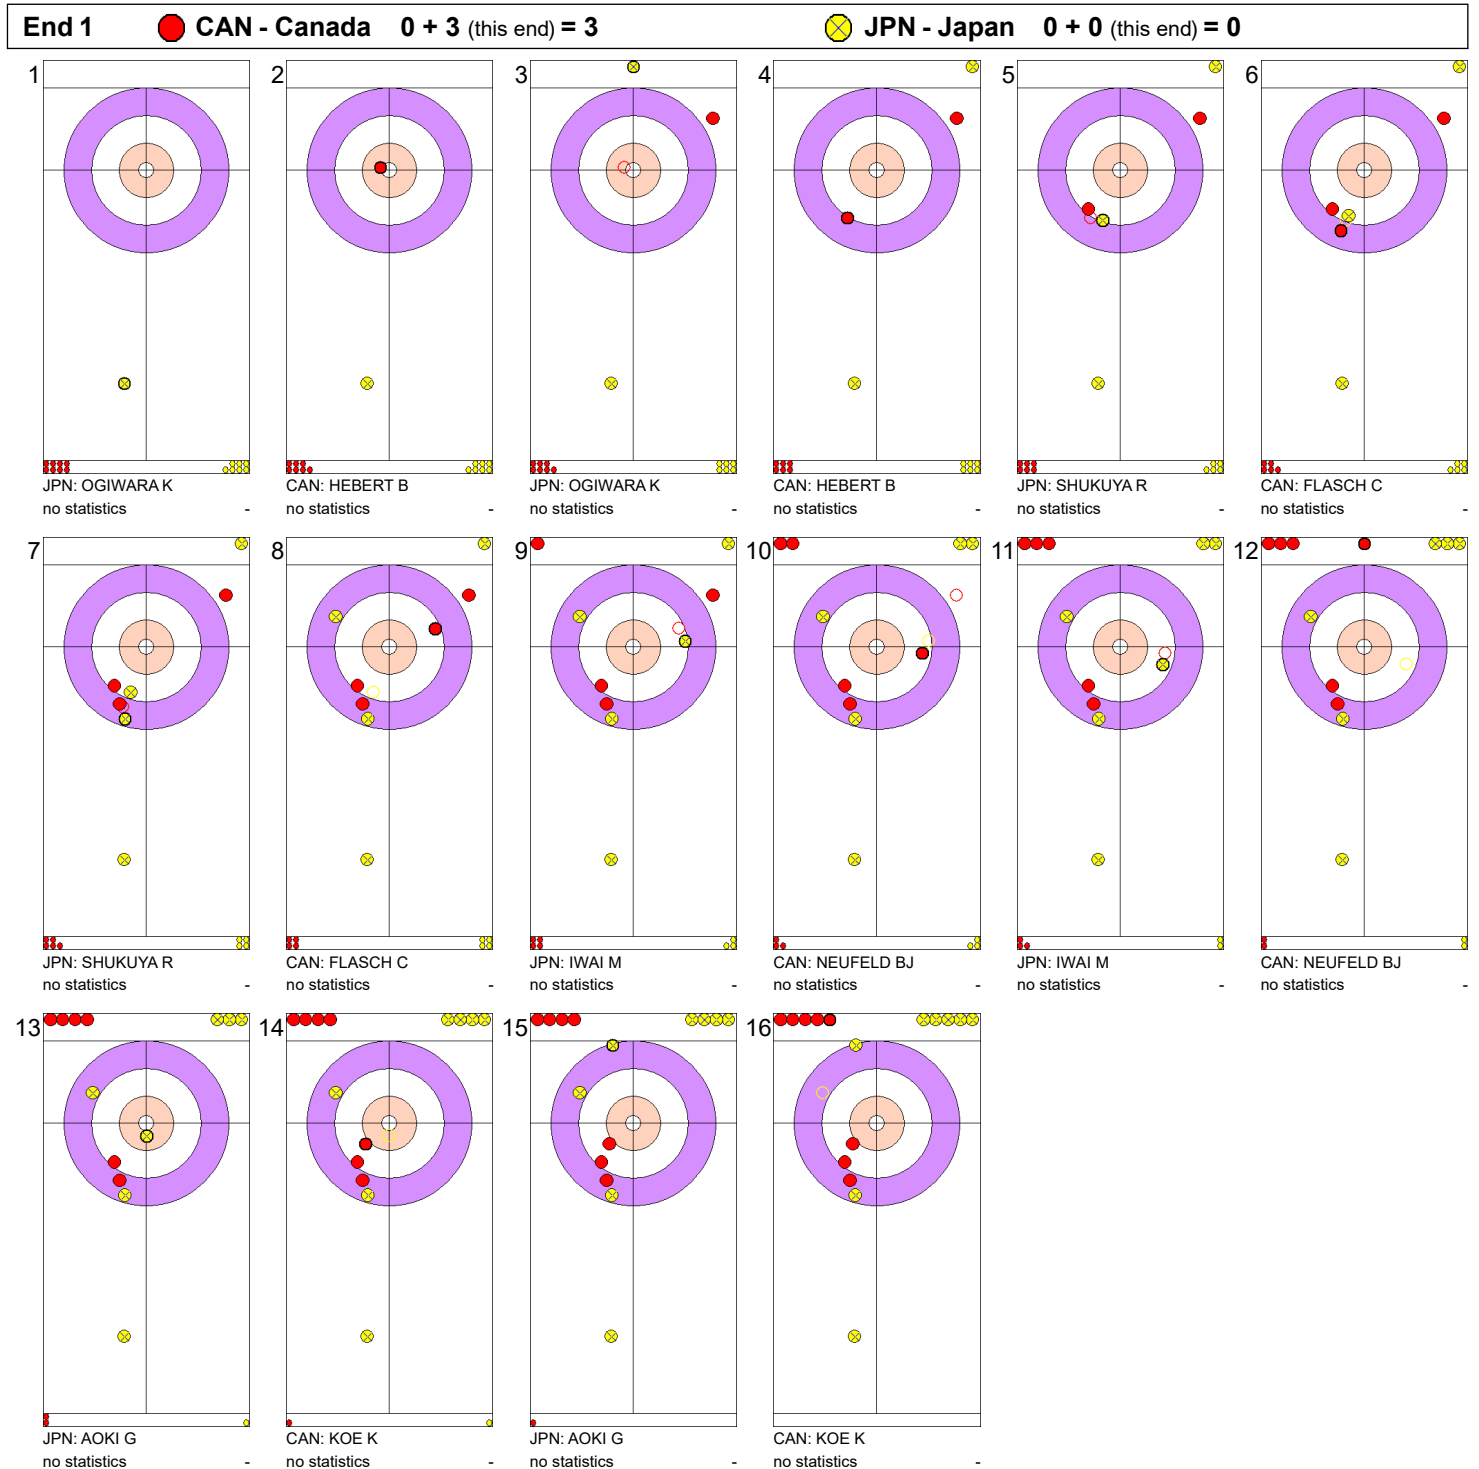 End 1 CAN - Canada 0 + 3 (this end) = 3 JPN - Japan 0 + 0 (this end) = 0
1 2 3 4 5 6
JPN: OGIWARA K CAN: HEBERT B JPN: OGIWARA K CAN: HEBERT B JPN: SHUKUYA R CAN: FLASCH C
no statistics - no statistics - no statistics - no statistics - no statistics - no statistics -
7 8 9 10 11 12
JPN: SHUKUYA R CAN: FLASCH C JPN: IWAI M CAN: NEUFELD BJ JPN: IWAI M CAN: NEUFELD BJ
no statistics - no statistics - no statistics - no statistics - no statistics - no statistics -
13 14 15 16
JPN: AOKI G CAN: KOE K JPN: AOKI G CAN: KOE K
no statistics - no statistics - no statistics - no statistics -